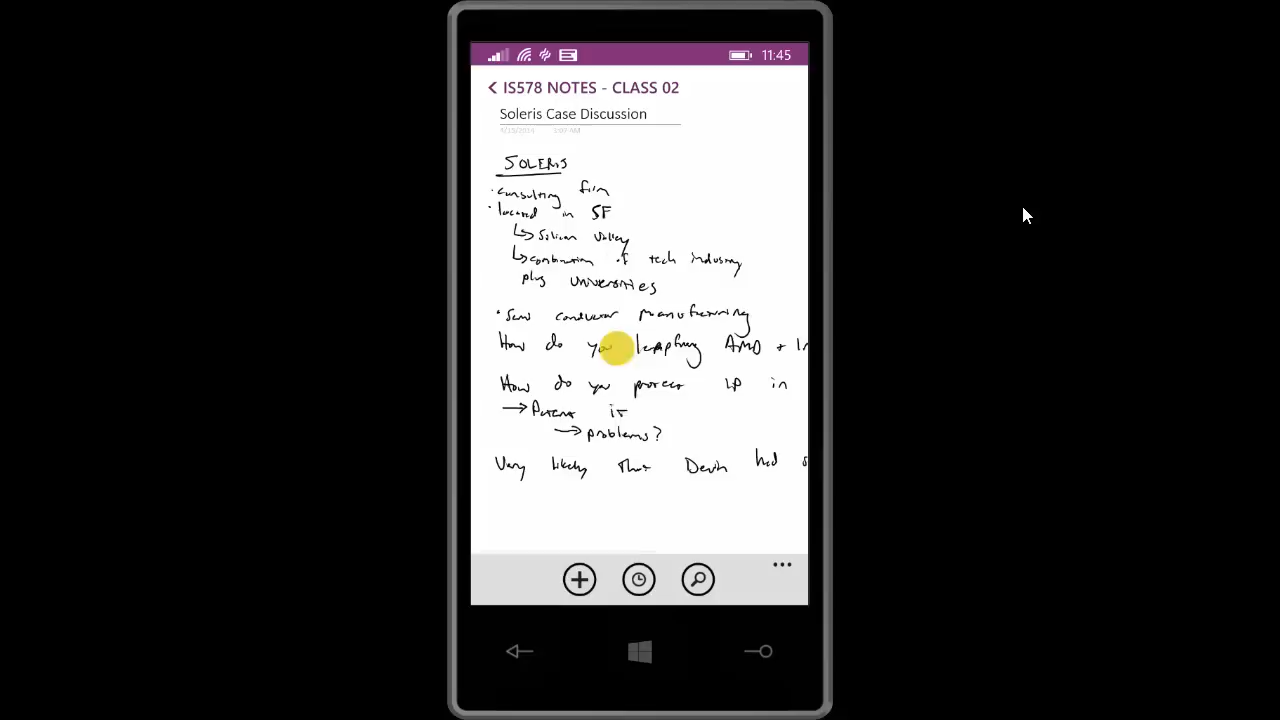 11:45
IS578 NOTES - CLASS 02
Soleris Case Discussion
SOLERIS
• consulting firm
• located in SF
↳ Silicon Valley
↳ combination of tech industry
plus universities
• Semi conductor manufacturing
How do you leapfrog AMD + In
How do you protect IP in
→ Patent it
→ problems?
Very likely that Devin had